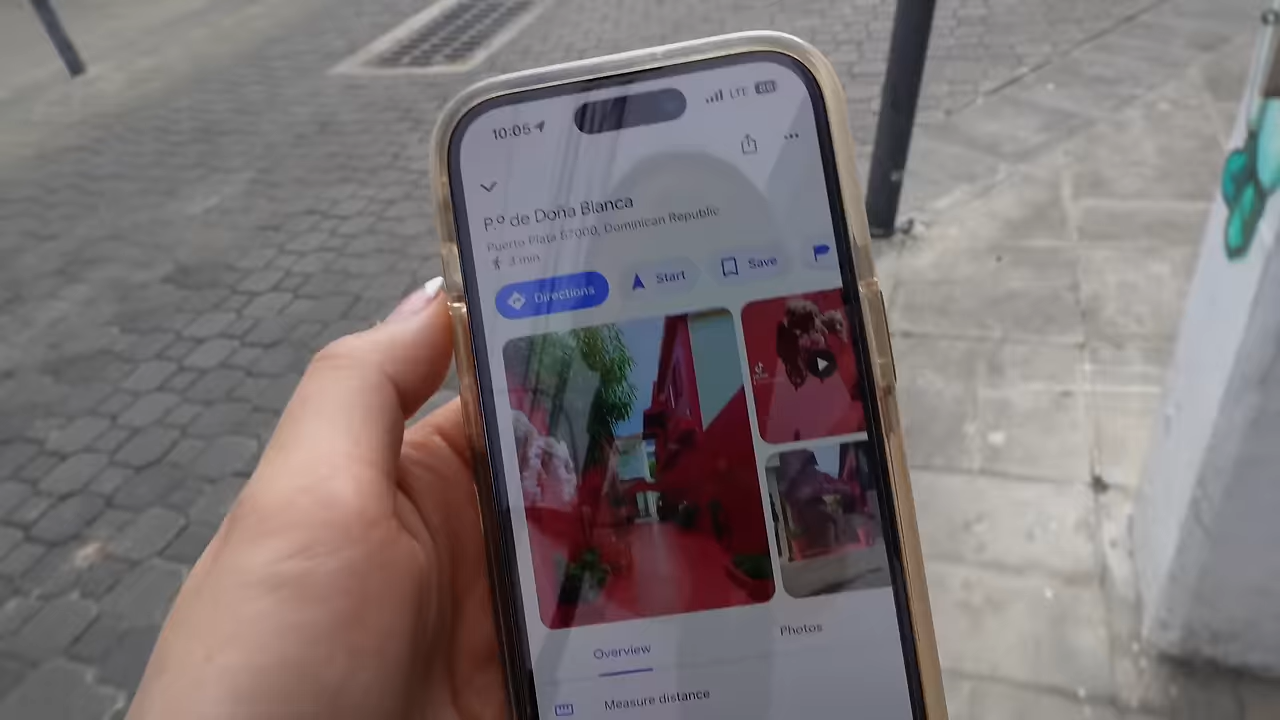 10:05
LTE 66
P.º de Doña Blanca
Puerto Plata 57000, Dominican Republic
3 min
Directions
Start
Save
Overview
Photos
Measure distance